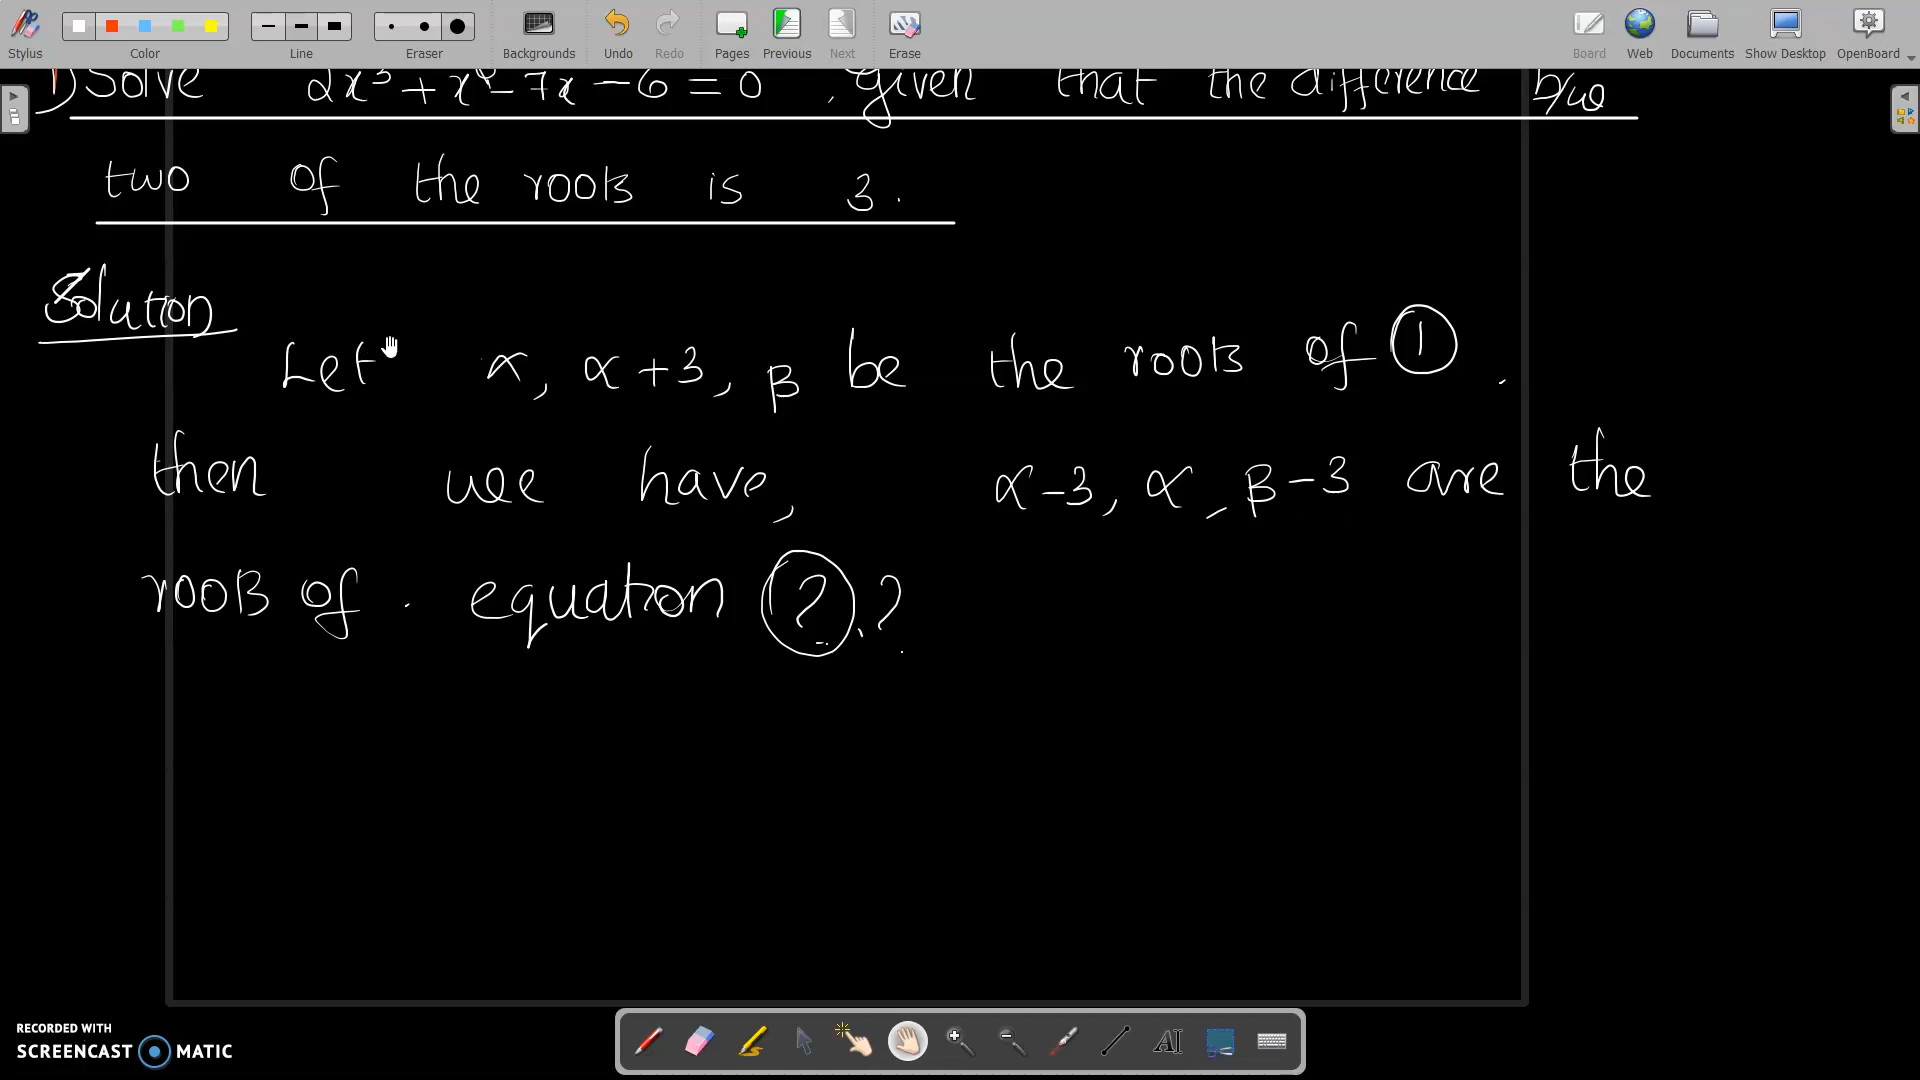 Stylus Color Line Eraser Backgrounds Undo Redo Pages Previous Next Erase Board Web Documents Show Desktop OpenBoard
1) Solve 2x³ + x² - 7x - 6 = 0, Given that the difference b/w
two of the roots is 3.
Solution
Let α, α+3, β be the roots of ①.
then we have, α-3, α, β-3 are the
roots of equation ?.?
RECORDED WITH
SCREENCAST MATIC